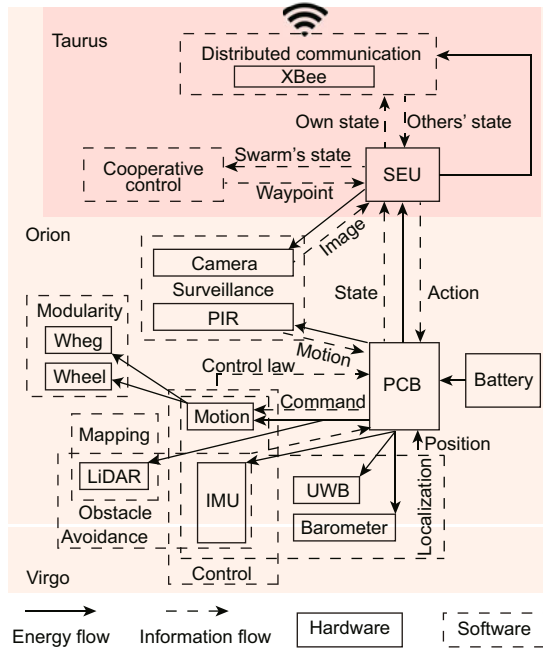 Taurus
Distributed communication
XBee
Own state
Others' state
Swarm's state
Cooperative
control
SEU
Waypoint
Orion
Image
Camera
Surveillance
State
Action
PIR
Modularity
Wheg
Wheel
Motion
Control law
PCB
Battery
Command
Motion
Mapping
Position
LiDAR
IMU
UWB
Localization
Obstacle
Avoidance
Barometer
Virgo
Control
Energy flow
Information flow
Hardware
Software